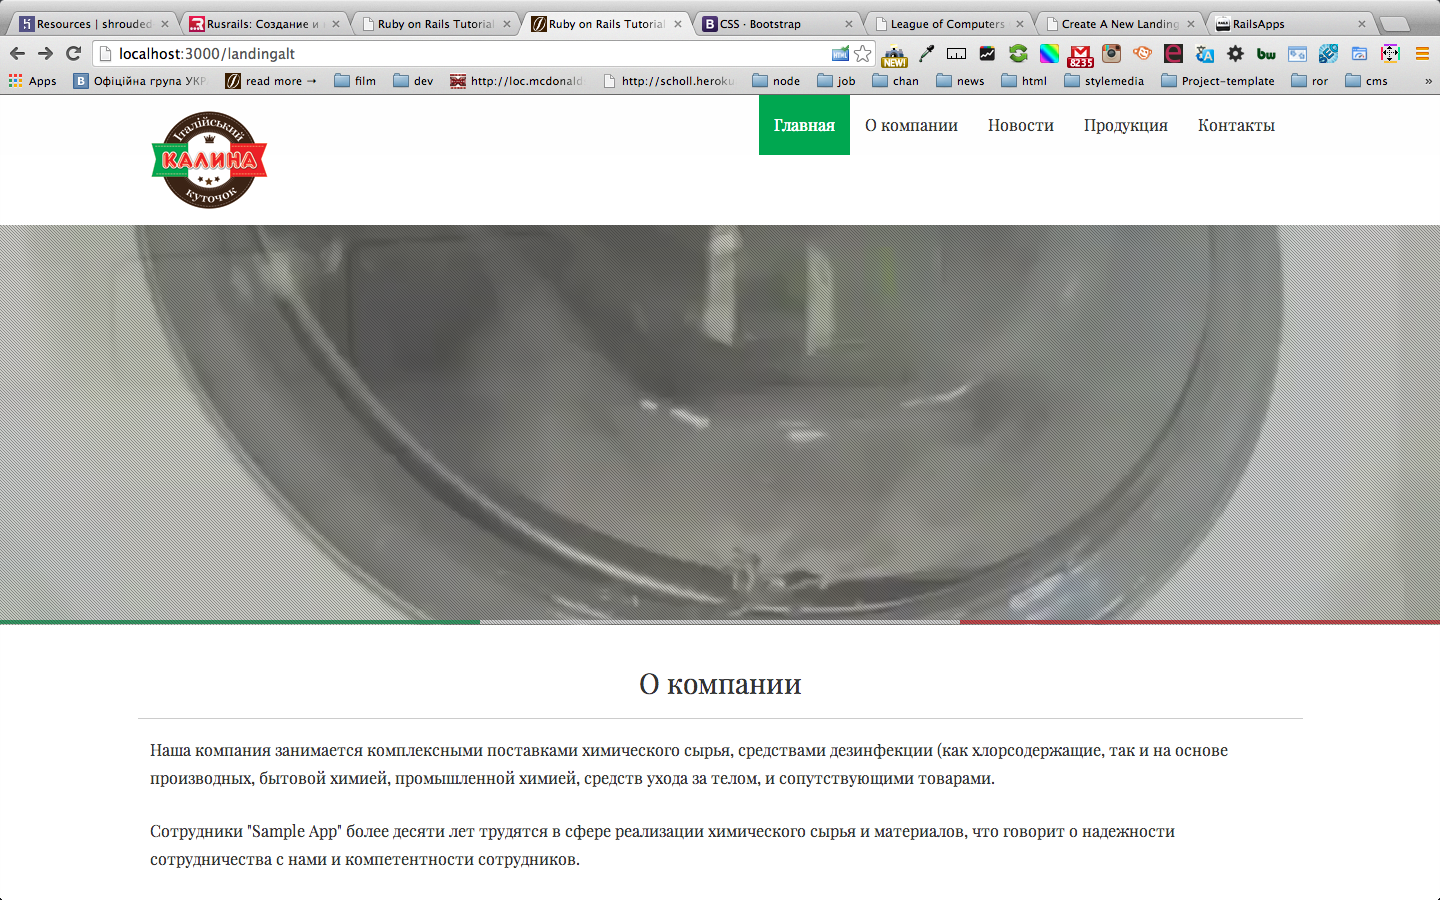 Resources | shrouded
Rusrails: Создание и
Ruby on Rails Tutorial
Ruby on Rails Tutorial
CSS · Bootstrap
League of Computers
Create A New Landing
RailsApps
localhost:3000/landingalt
NEW!
8235
bw
Apps
Офіційна група УКР
read more →
film
dev
http://loc.mcdonald
http://scholl.heroku
node
job
chan
news
html
stylemedia
Project-template
ror
cms
»
Італійський
КАЛИНА
куточок
Главная
О компании
Новости
Продукция
Контакты
О компании
Наша компания занимается комплексными поставками химического сырья, средствами дезинфекции (как хлорсодержащие, так и на основе
производных, бытовой химией, промышленной химией, средств ухода за телом, и сопутствующими товарами.
Сотрудники "Sample App" более десяти лет трудятся в сфере реализации химического сырья и материалов, что говорит о надежности
сотрудничества с нами и компетентности сотрудников.